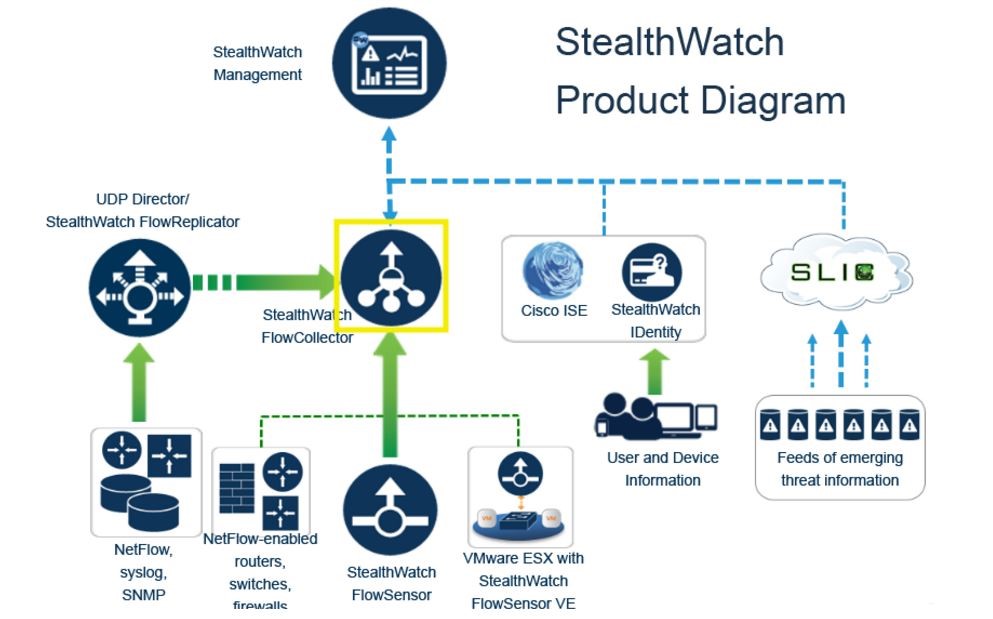 StealthWatch
Product Diagram
StealthWatch
Management
UDP Director/
StealthWatch FlowReplicator
StealthWatch
FlowCollector
Cisco ISE
StealthWatch
IDentity
SLIC
User and Device
Information
Feeds of emerging
threat information
NetFlow,
syslog,
SNMP
NetFlow-enabled
routers,
switches,
firewalls
StealthWatch
FlowSensor
VM
VM
VMware ESX with
StealthWatch
FlowSensor VE